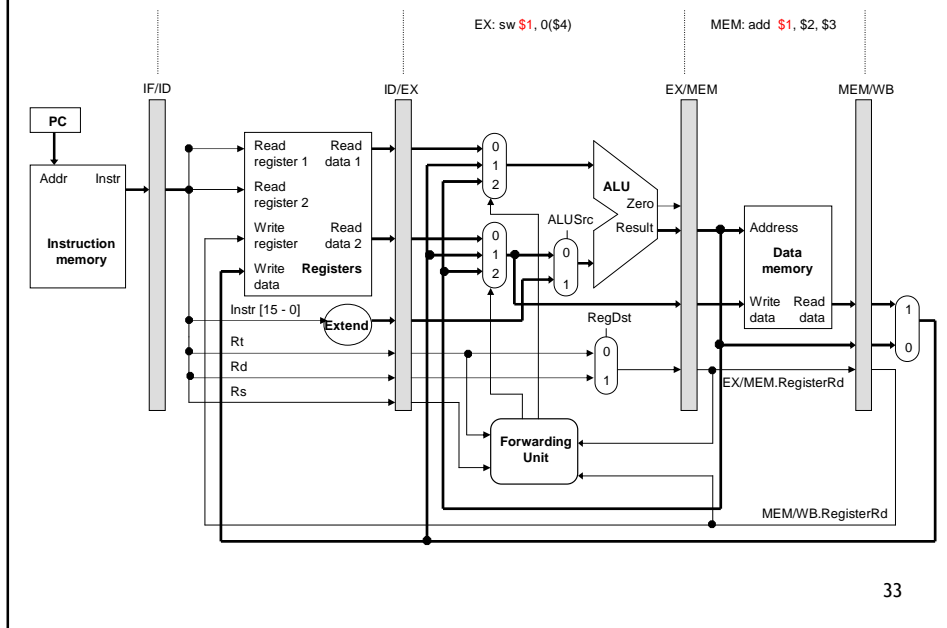 EX: sw $1, 0($4)
MEM: add $1, $2, $3
IF/ID
ID/EX
EX/MEM
MEM/WB
PC
Addr Instr
Instruction
memory
Read
register 1
Read
data 1
Read
register 2
Write
register
Read
data 2
Write
data
Registers
Instr [15 - 0]
Extend
Rt
Rd
Rs
0
1
2
0
1
2
ALUSrc
0
1
ALU
Zero
Result
RegDst
0
1
Forwarding
Unit
Address
Data
memory
Write
data
Read
data
1
0
EX/MEM.RegisterRd
MEM/WB.RegisterRd
33